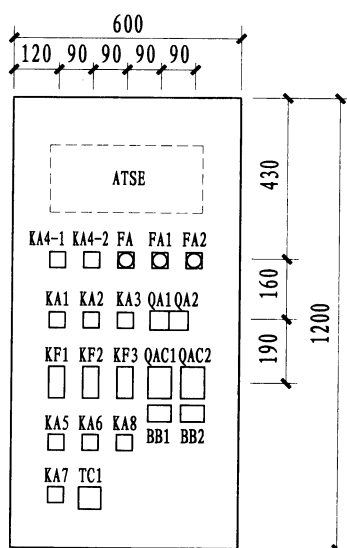 600
120 90 90 90 90
ATSE
430
KA4-1 KA4-2 FA FA1 FA2
160
KA1 KA2 KA3 QA1 QA2
190
1200
KF1 KF2 KF3 QAC1 QAC2
KA5 KA6 KA8
BB1 BB2
KA7 TC1